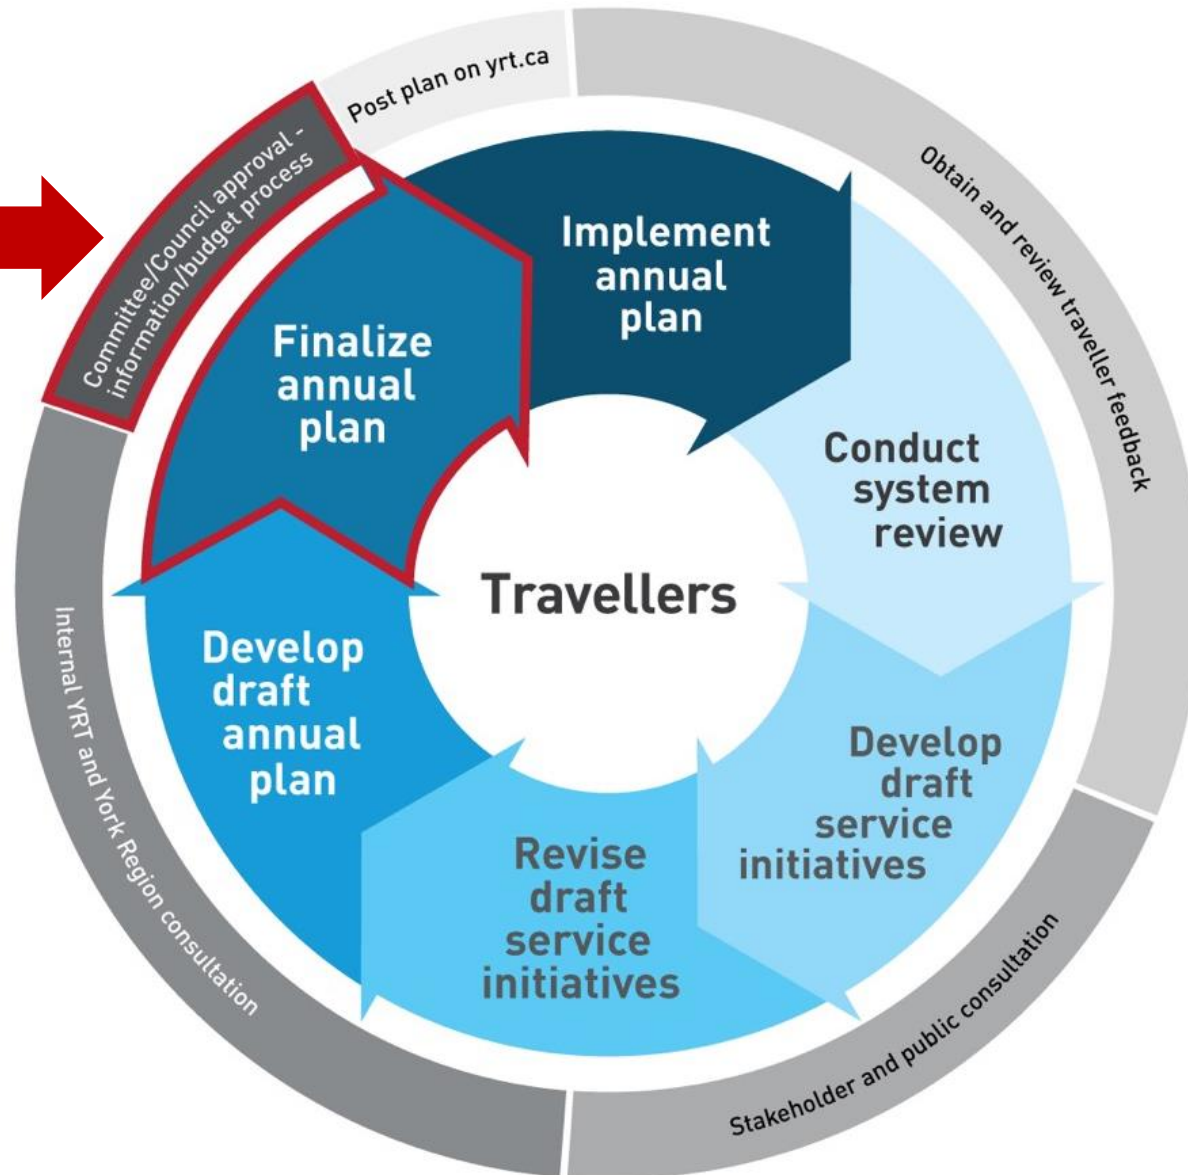 Post plan on yrt.ca
Obtain and review traveller feedback
Stakeholder and public consultation
Internal YRT and York Region consultation
Committee/Council approval -
information/budget process
Implement
annual
plan
Conduct
system
review
Develop
draft
service
initiatives
Revise
draft
service
initiatives
Develop
draft
annual
plan
Finalize
annual
plan
Travellers